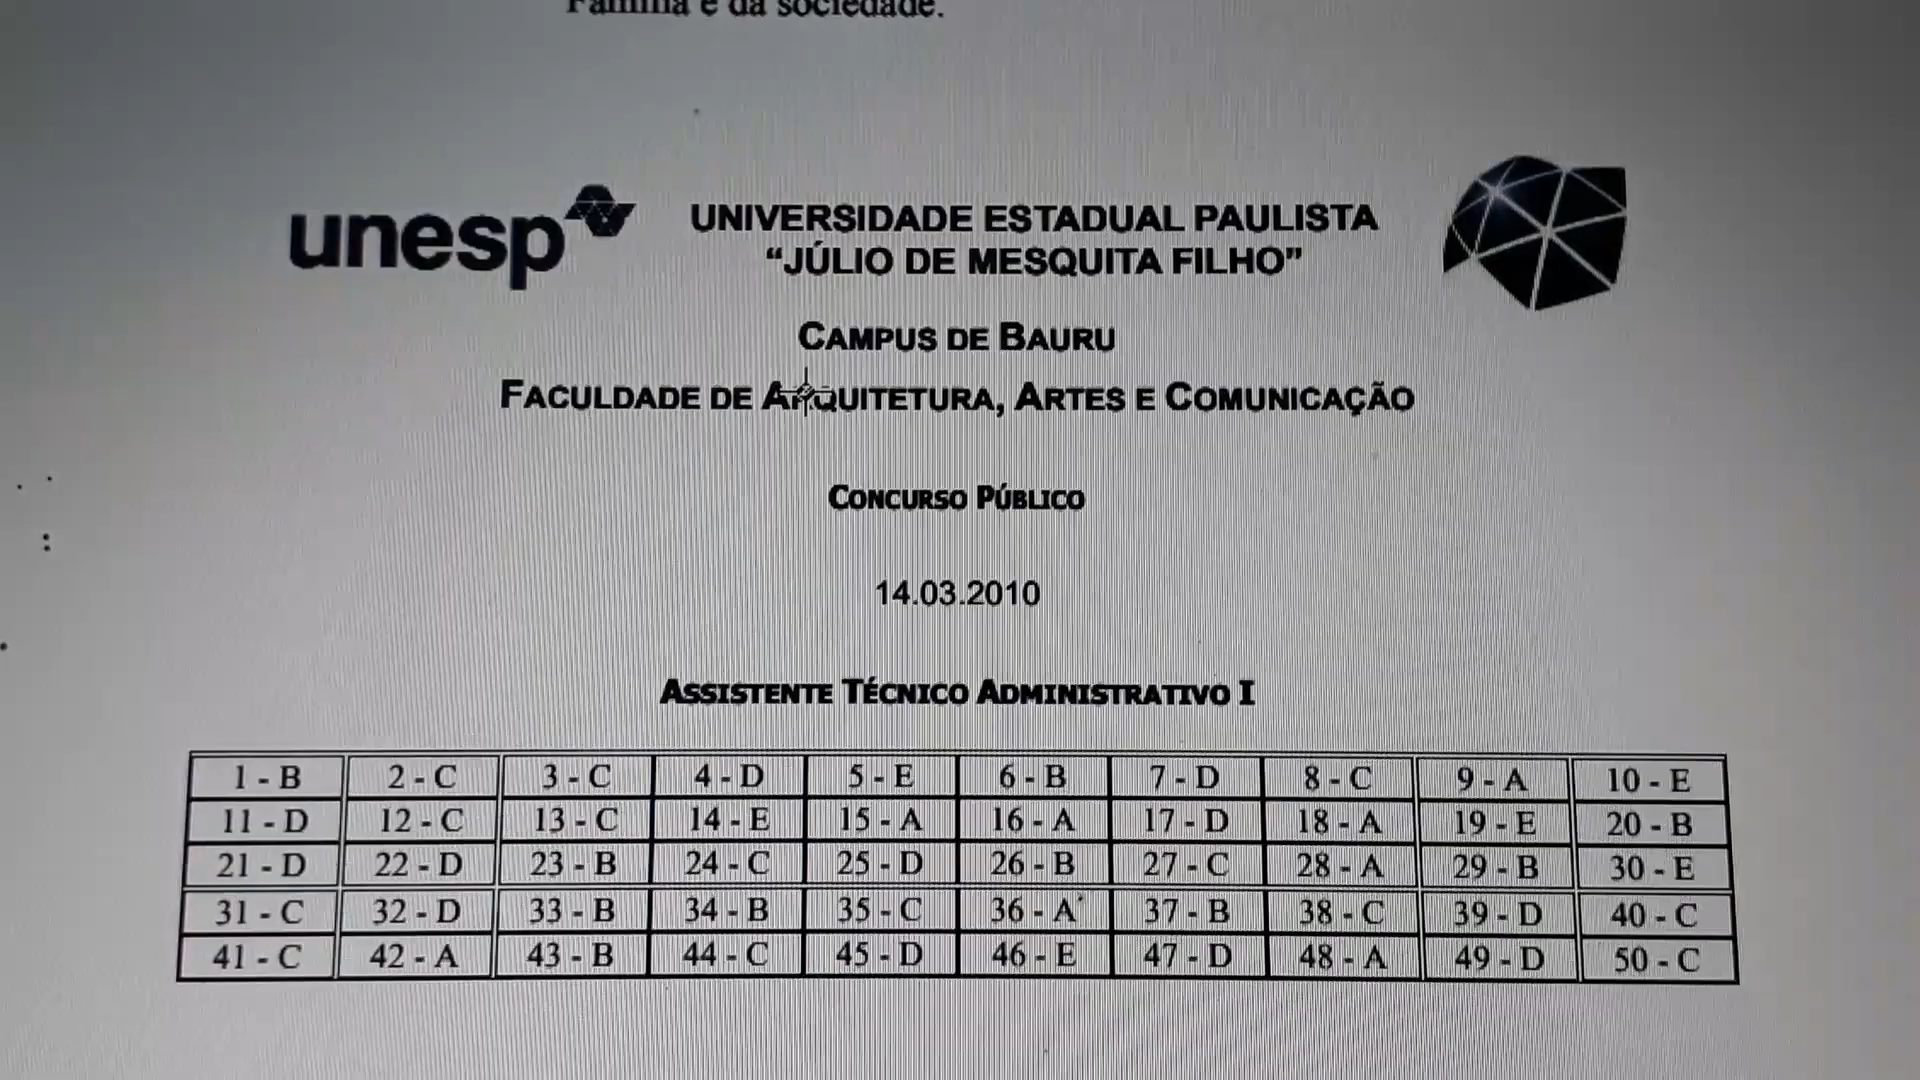 Família e da sociedade.
unesp
UNIVERSIDADE ESTADUAL PAULISTA
“JÚLIO DE MESQUITA FILHO”
CAMPUS DE BAURU
FACULDADE DE ARQUITETURA, ARTES E COMUNICAÇÃO
CONCURSO PÚBLICO
14.03.2010
ASSISTENTE TÉCNICO ADMINISTRATIVO I
1 - B 2 - C 3 - C 4 - D 5 - E 6 - B 7 - D 8 - C 9 - A 10 - E
11 - D 12 - C 13 - C 14 - E 15 - A 16 - A 17 - D 18 - A 19 - E 20 - B
21 - D 22 - D 23 - B 24 - C 25 - D 26 - B 27 - C 28 - A 29 - B 30 - E
31 - C 32 - D 33 - B 34 - B 35 - C 36 - A 37 - B 38 - C 39 - D 40 - C
41 - C 42 - A 43 - B 44 - C 45 - D 46 - E 47 - D 48 - A 49 - D 50 - C